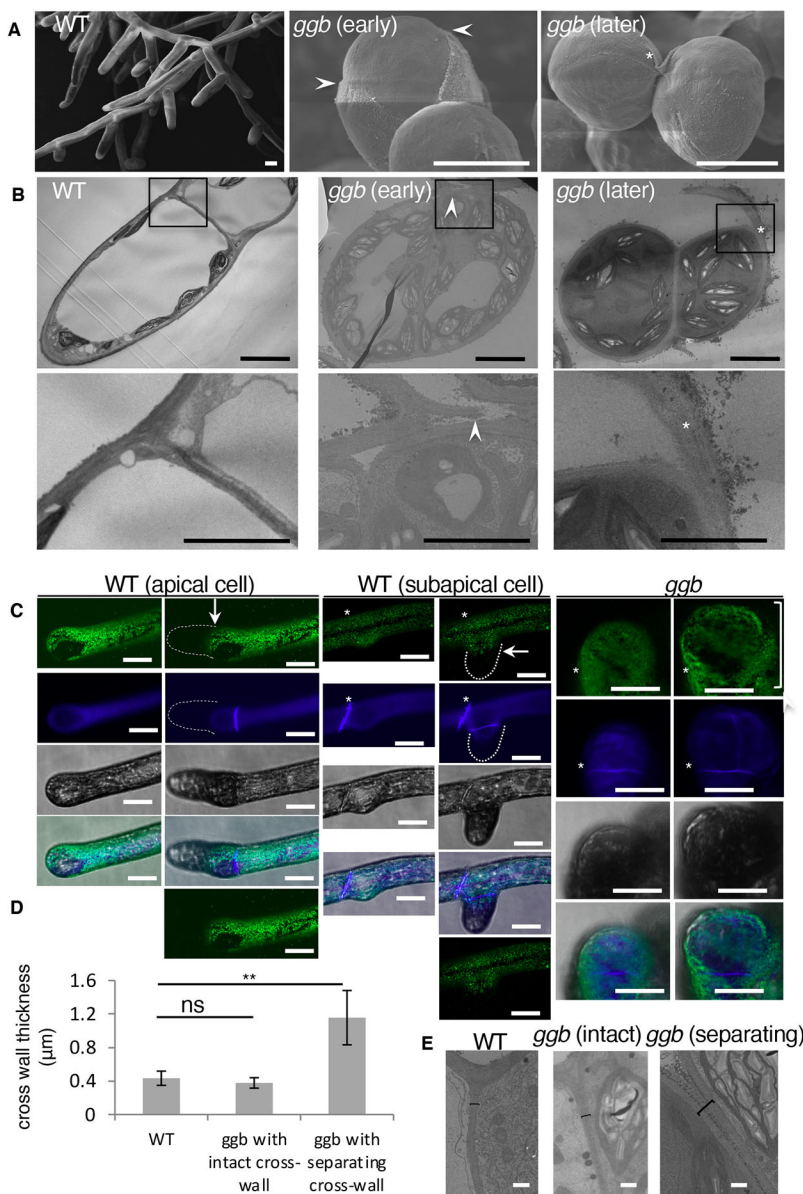 A
WT
ggb (early)
ggb (later)
*
B
WT
ggb (early)
ggb (later)
*
*
WT (apical cell)
WT (subapical cell)
ggb
C
*
*
*
*
*
*
*
*
D
cross wall thickness
(μm)
1.6
1.2
0.8
0.4
0
**
ns
WT
ggb with
intact cross-
wall
ggb with
separating
cross-wall
E
WT
ggb (intact)
ggb (separating)